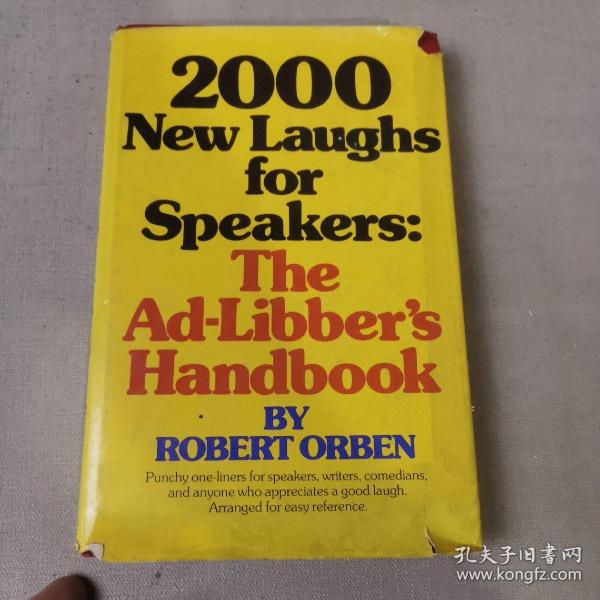 2000
New Laughs
for
Speakers:
The
Ad-Libber's
Handbook
BY
ROBERT ORBEN
Punchy one-liners for speakers, writers, comedians,
and anyone who appreciates a good laugh.
Arranged for easy reference.
孔夫子旧書网
www.kongfz.com